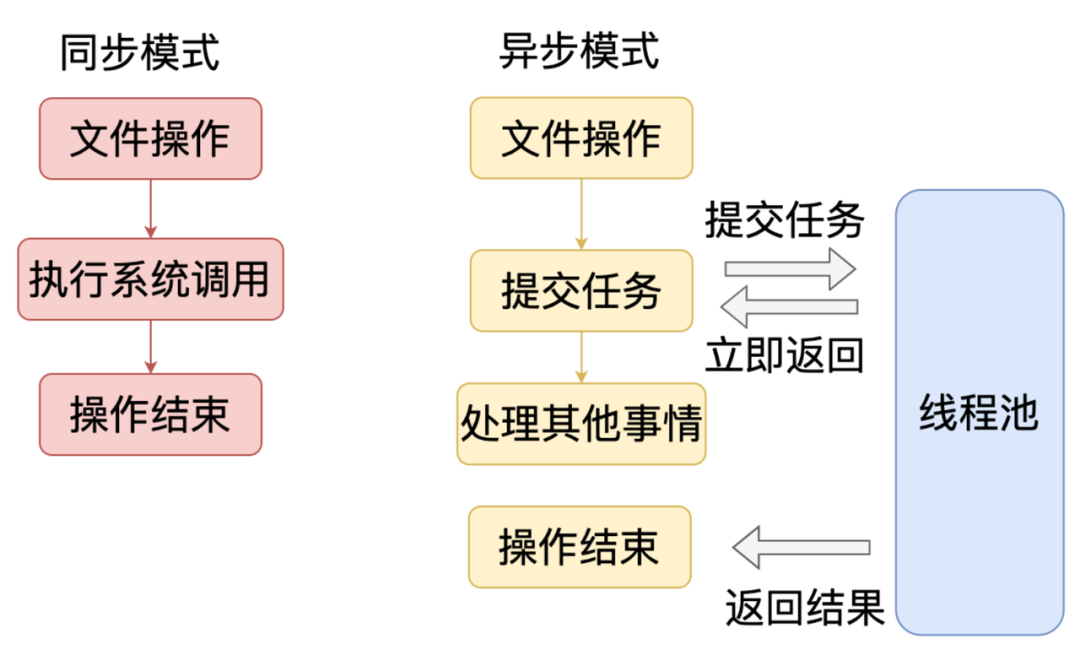 同步模式
文件操作
执行系统调用
操作结束
异步模式
文件操作
提交任务
处理其他事情
操作结束
提交任务
立即返回
返回结果
线程池